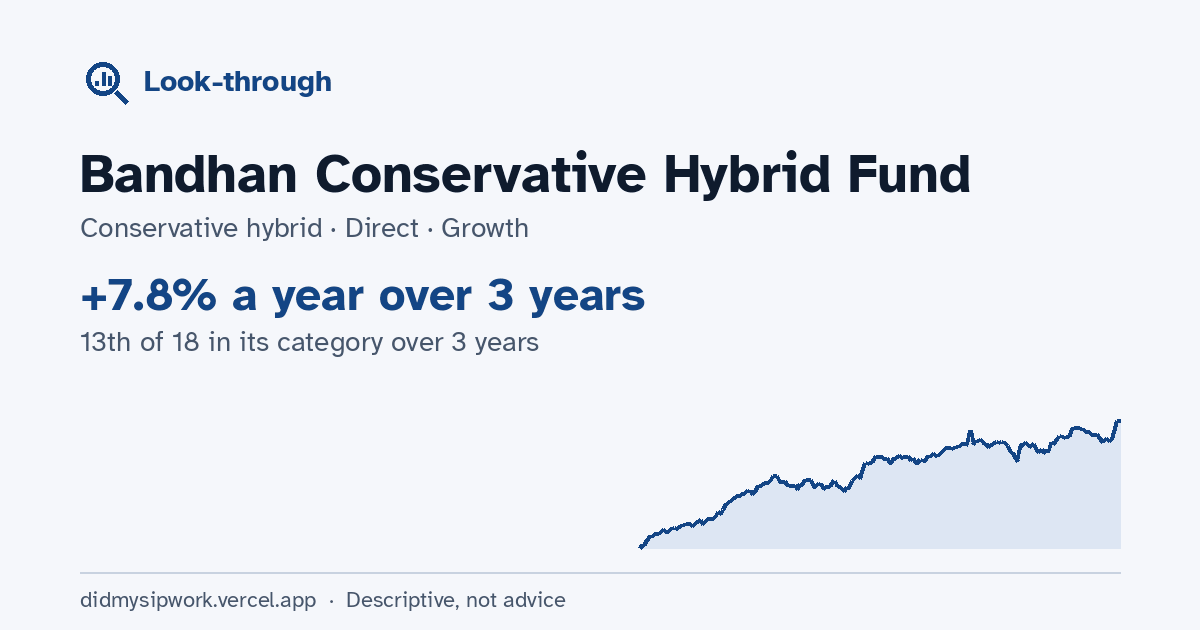 Look-through
Bandhan Conservative Hybrid Fund
Conservative hybrid · Direct · Growth
+7.8% a year over 3 years
13th of 18 in its category over 3 years
didmysipwork.vercel.app · Descriptive, not advice